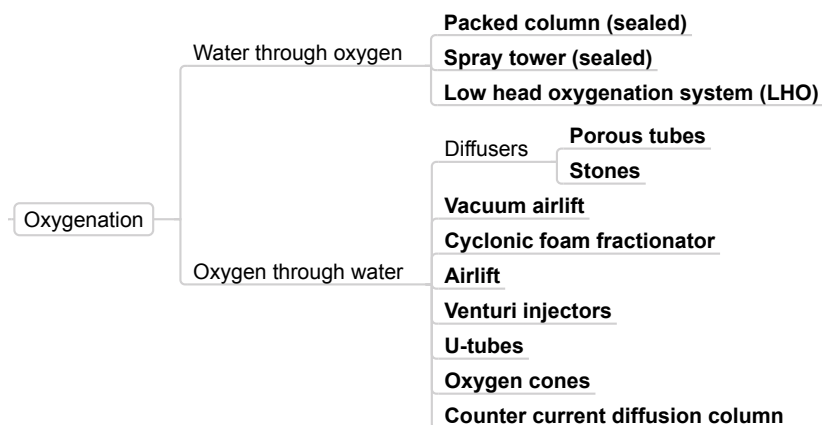 Oxygenation
Water through oxygen
Packed column (sealed)
Spray tower (sealed)
Low head oxygenation system (LHO)
Oxygen through water
Diffusers
Porous tubes
Stones
Vacuum airlift
Cyclonic foam fractionator
Airlift
Venturi injectors
U-tubes
Oxygen cones
Counter current diffusion column